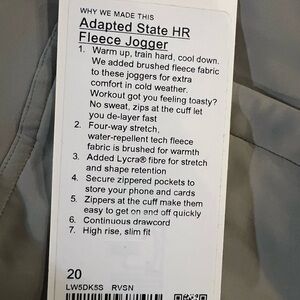 WHY WE MADE THIS
Adapted State HR
Fleece Jogger
1. Warm up, train hard, cool down.
We added brushed fleece fabric
to these joggers for extra
comfort in cold weather.
Workout got you feeling toasty?
No sweat, zips at the cuff let
you de-layer fast
2. Four-way stretch,
water-repellent tech fleece
fabric is brushed for warmth
3. Added Lycra® fibre for stretch
and shape retention
4. Secure zippered pockets to
store your phone and cards
5. Zippers at the cuff make them
easy to get on and off quickly
6. Continuous drawcord
7. High rise, slim fit
20
LW5DK5S RVSN